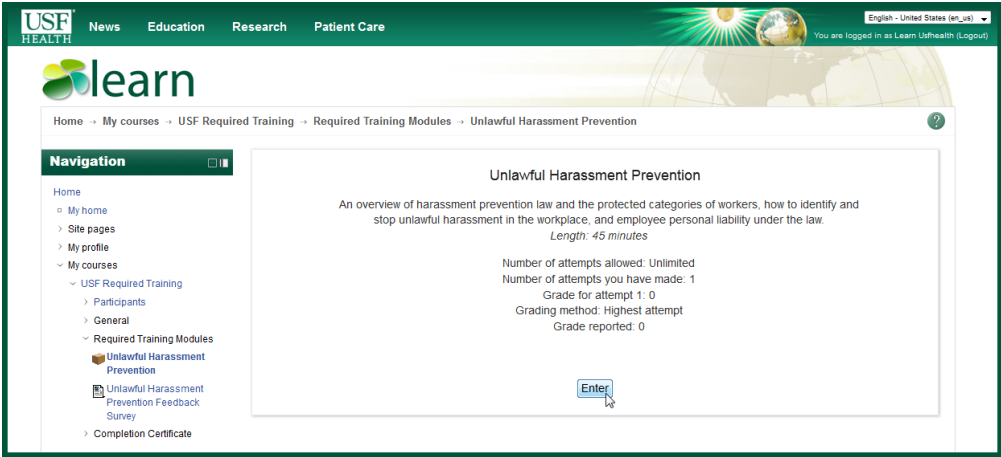 USF
HEALTH
News Education Research Patient Care
English - United States (en_us)
You are logged in as Learn Usfhealth (Logout)
learn
Home → My courses → USF Required Training → Required Training Modules → Unlawful Harassment Prevention
?
Navigation
Home
My home
Site pages
My profile
My courses
USF Required Training
Participants
General
Required Training Modules
Unlawful Harassment
Prevention
Unlawful Harassment
Prevention Feedback
Survey
Completion Certificate
Unlawful Harassment Prevention
An overview of harassment prevention law and the protected categories of workers, how to identify and
stop unlawful harassment in the workplace, and employee personal liability under the law.
Length: 45 minutes
Number of attempts allowed: Unlimited
Number of attempts you have made: 1
Grade for attempt 1: 0
Grading method: Highest attempt
Grade reported: 0
Enter